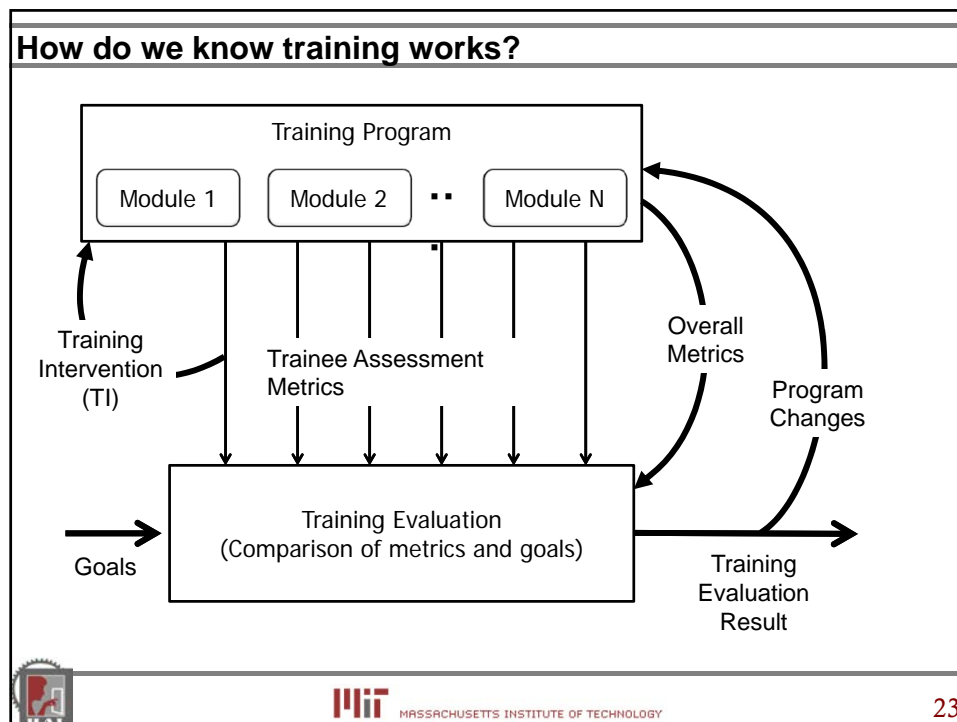 How do we know training works?
Training Program
Module 1
Module 2
...
Module N
Training
Intervention
(TI)
Trainee Assessment
Metrics
Overall
Metrics
Program
Changes
Training Evaluation
(Comparison of metrics and goals)
Goals
Training
Evaluation
Result
MIT
MASSACHUSETTS INSTITUTE OF TECHNOLOGY
23